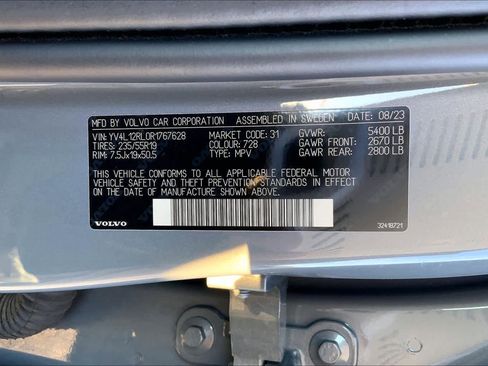 MFD BY VOLVO CAR CORPORATION ASSEMBLED IN SWEDEN DATE: 08/23
VIN: YV4L12RL0R1767628 MARKET CODE: 31 GVWR: 5400 LB
TIRES: 235/55R19 COLOUR: 728 GAWR FRONT: 2670 LB
RIM: 7.5Jx19x50.5 TYPE: MPV GAWR REAR: 2800 LB
THIS VEHICLE CONFORMS TO ALL APPLICABLE FEDERAL MOTOR
VEHICLE SAFETY AND THEFT PREVENTION STANDARDS IN EFFECT ON
THE DATE OF MANUFACTURE SHOWN ABOVE.
VOLVO 32418721